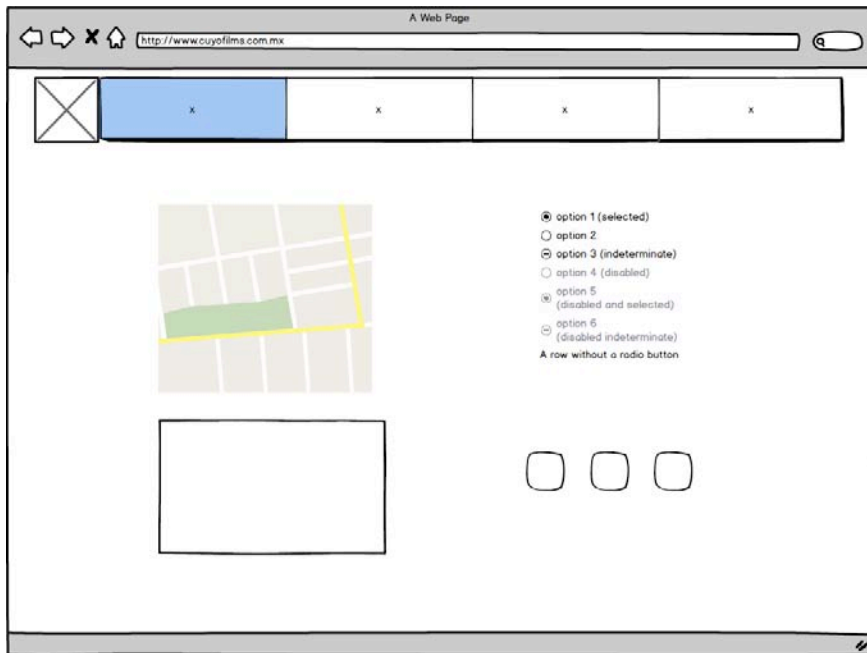 A Web Page
http://www.cuyofilms.com.mx
x
x
x
x
option 1 (selected)
option 2
option 3 (indeterminate)
option 4 (disabled)
option 5
(disabled and selected)
option 6
(disabled indeterminate)
A row without a radio button